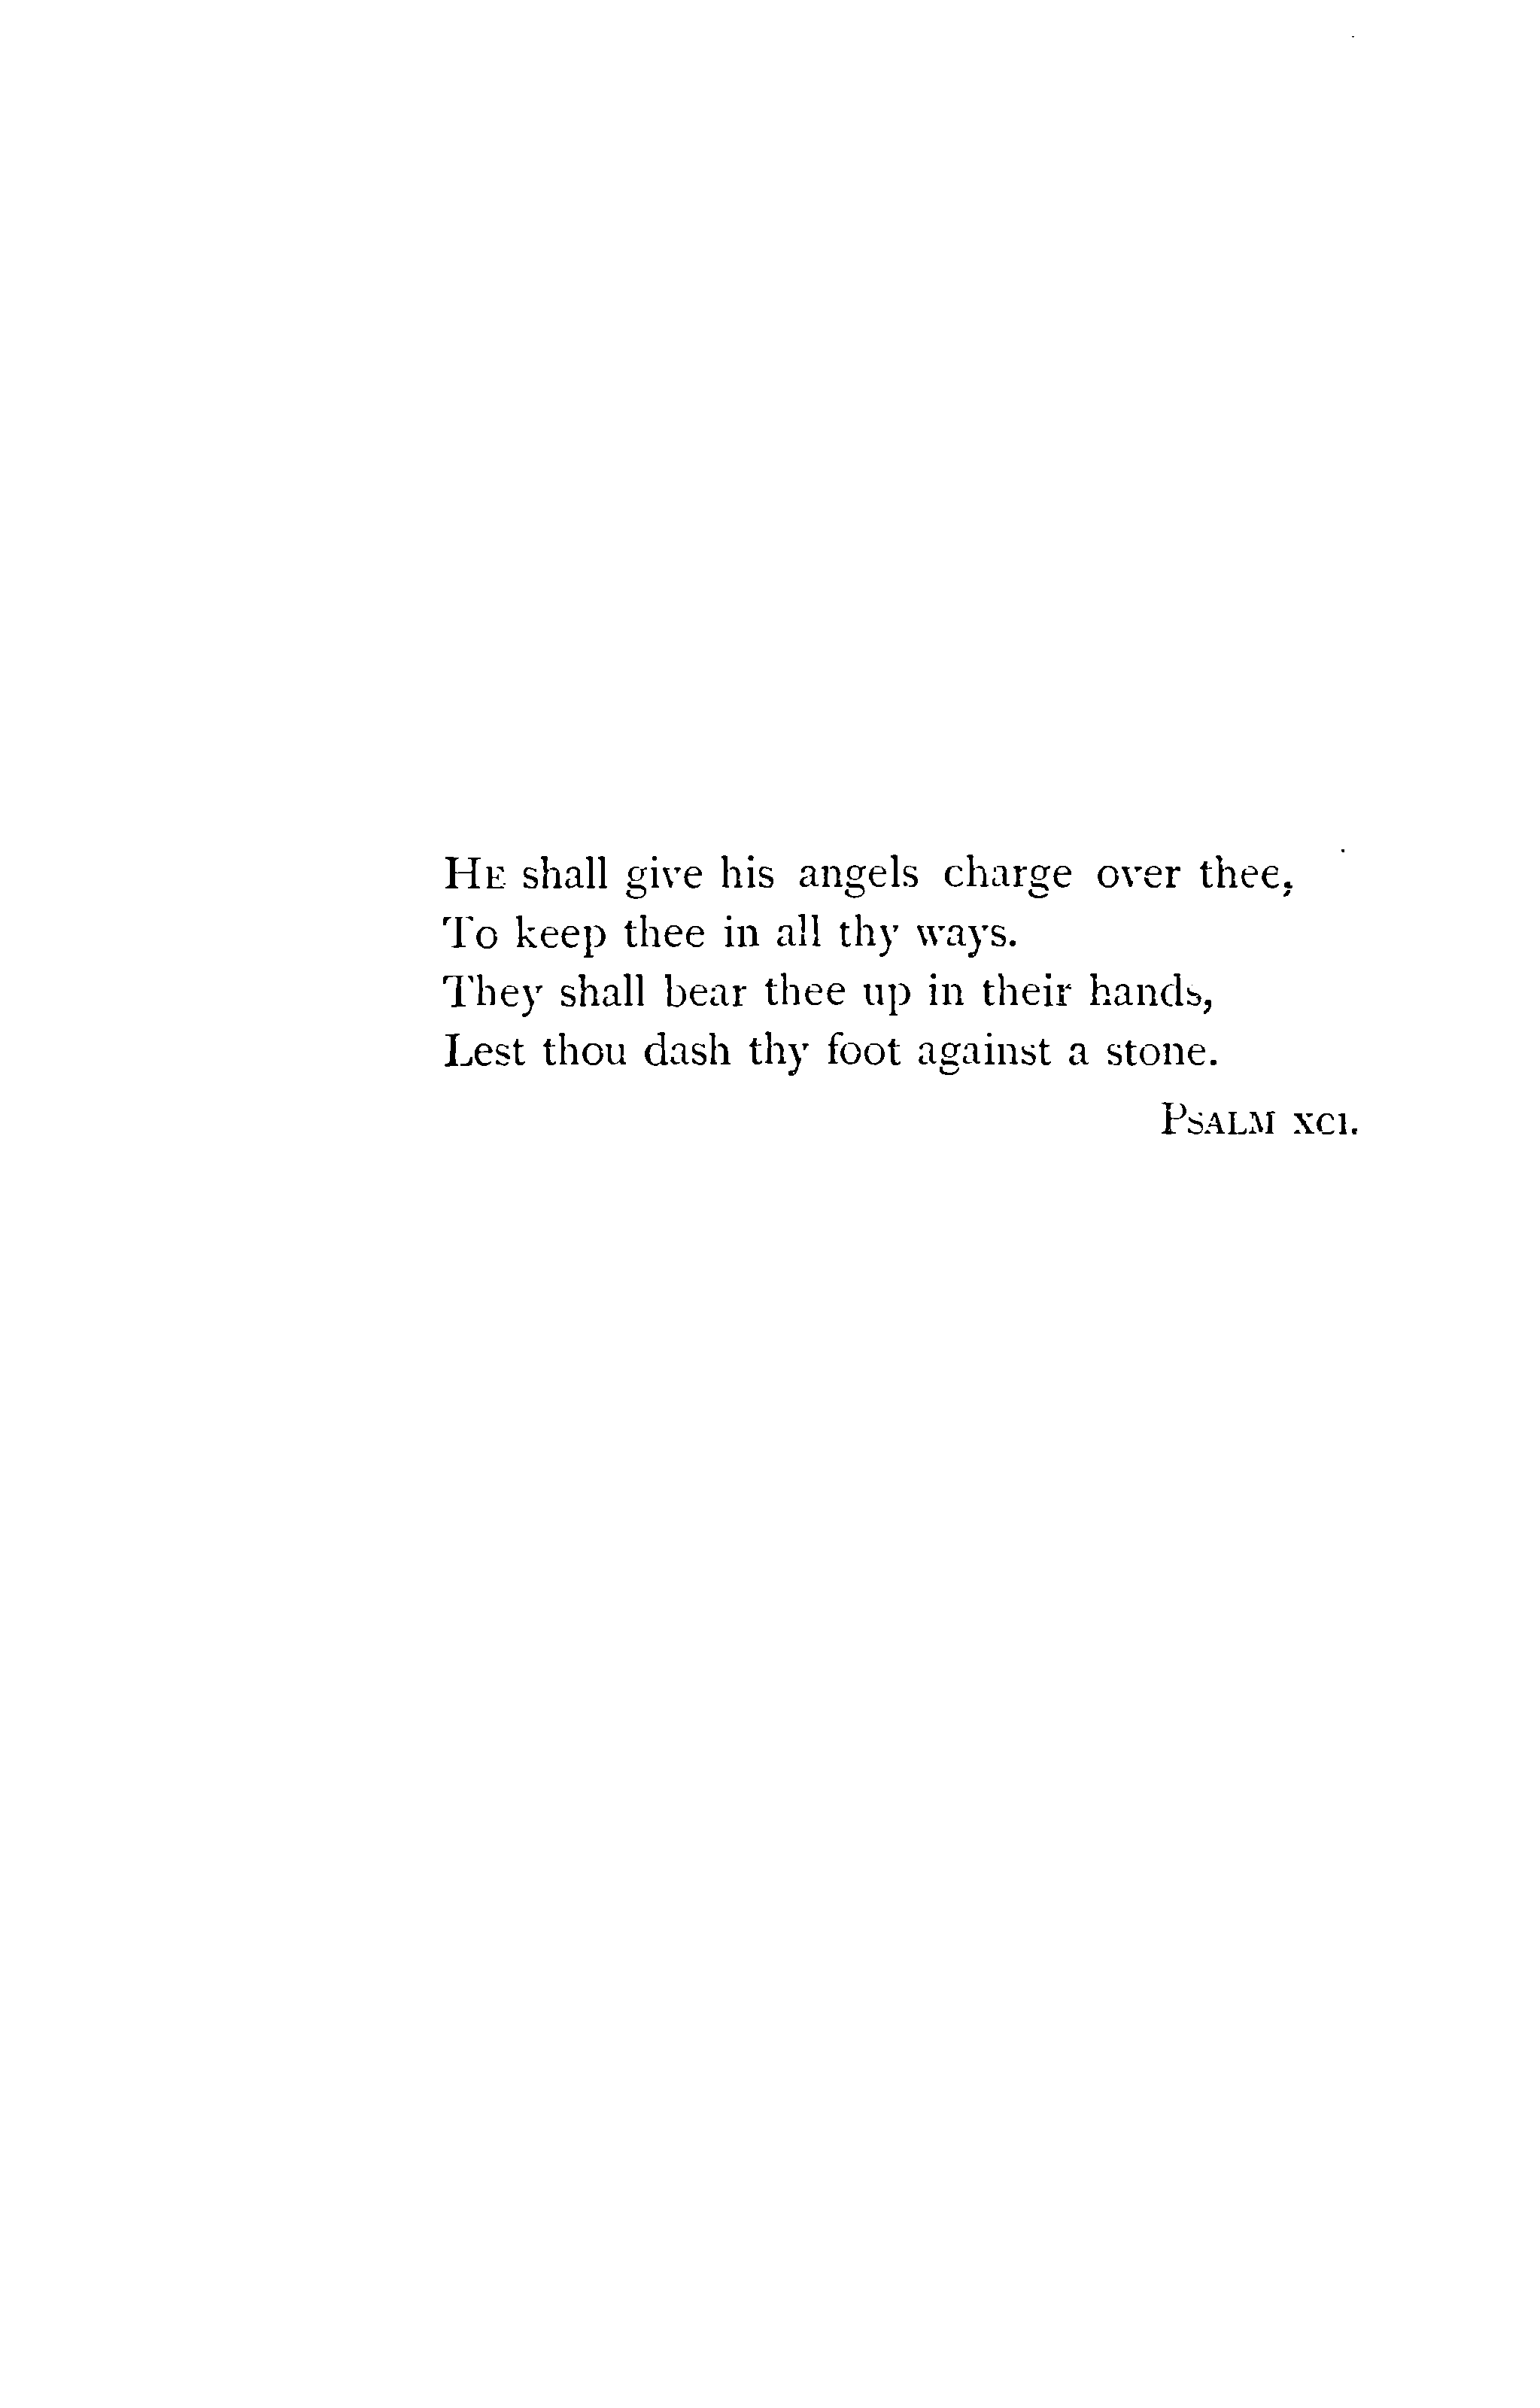 HE shall give his angels charge over thee,
To keep thee in all thy ways.
They shall bear thee up in their hands,
Lest thou dash thy foot against a stone.
PSALM XCI.